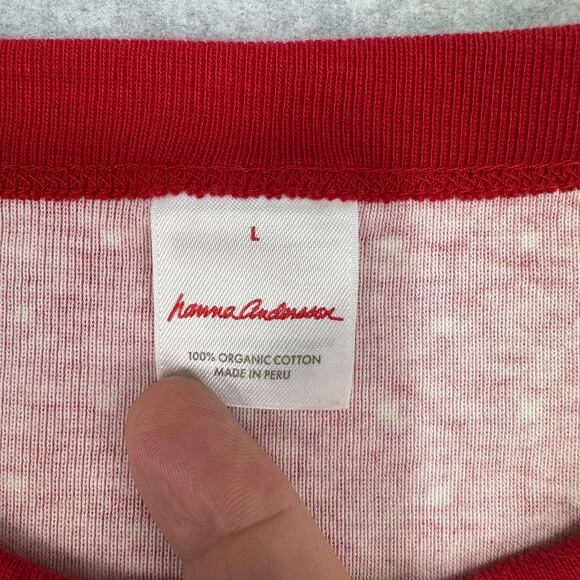 L
hanna Andersson
100% ORGANIC COTTON
MADE IN PERU